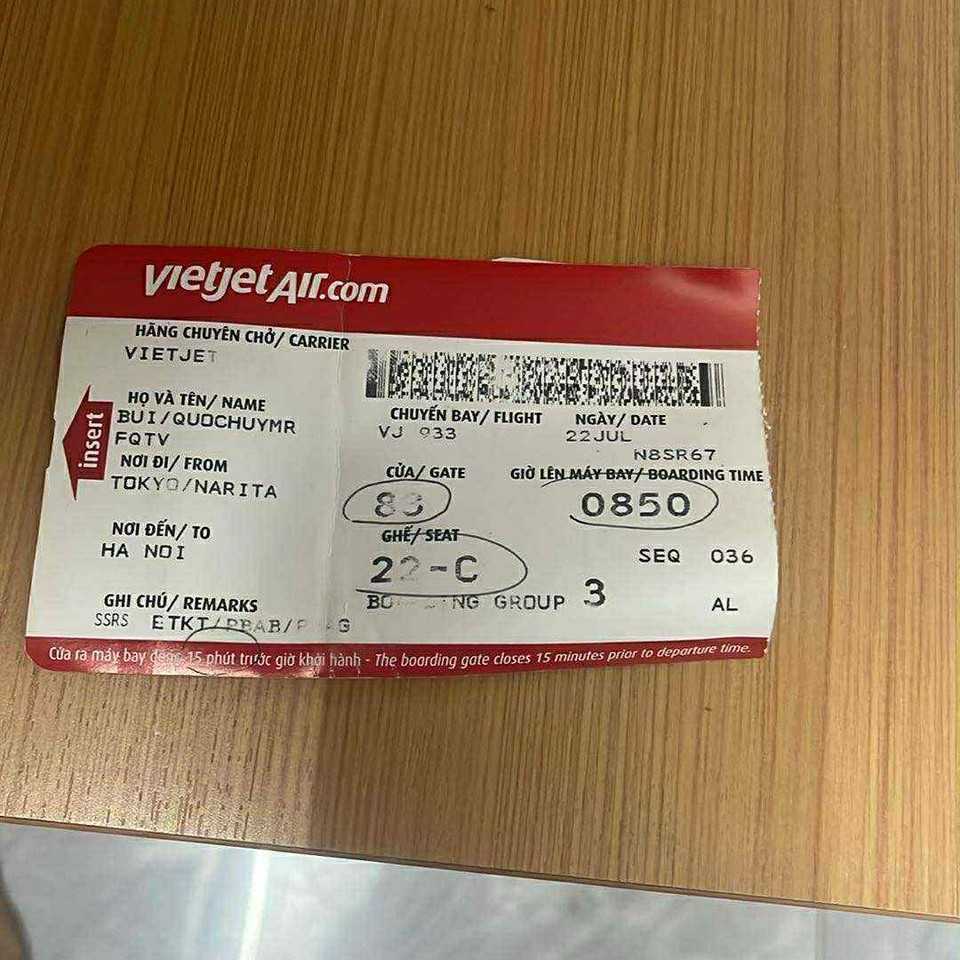 vietjetAir.com
HÃNG CHUYÊN CHỞ/ CARRIER
VIETJET
HỌ VÀ TÊN/ NAME
BUI/QUOCHUYMR
FQTV
NƠI ĐI/ FROM
TOKYO/NARITA
NƠI ĐẾN/ TO
HA NOI
GHI CHÚ/ REMARKS
SSRS ETKT/PBAB/
insert
CHUYẾN BAY/ FLIGHT
VJ 933
NGÀY/ DATE
22JUL
N8SR67
CỬA/ GATE
83
GIỜ LÊN MÁY BAY/ BOARDING TIME
0850
GHẾ/ SEAT
22-C
SEQ 036
GROUP 3
AL
Cửa ra máy bay đóng 15 phút trước giờ khởi hành - The boarding gate closes 15 minutes prior to departure time.